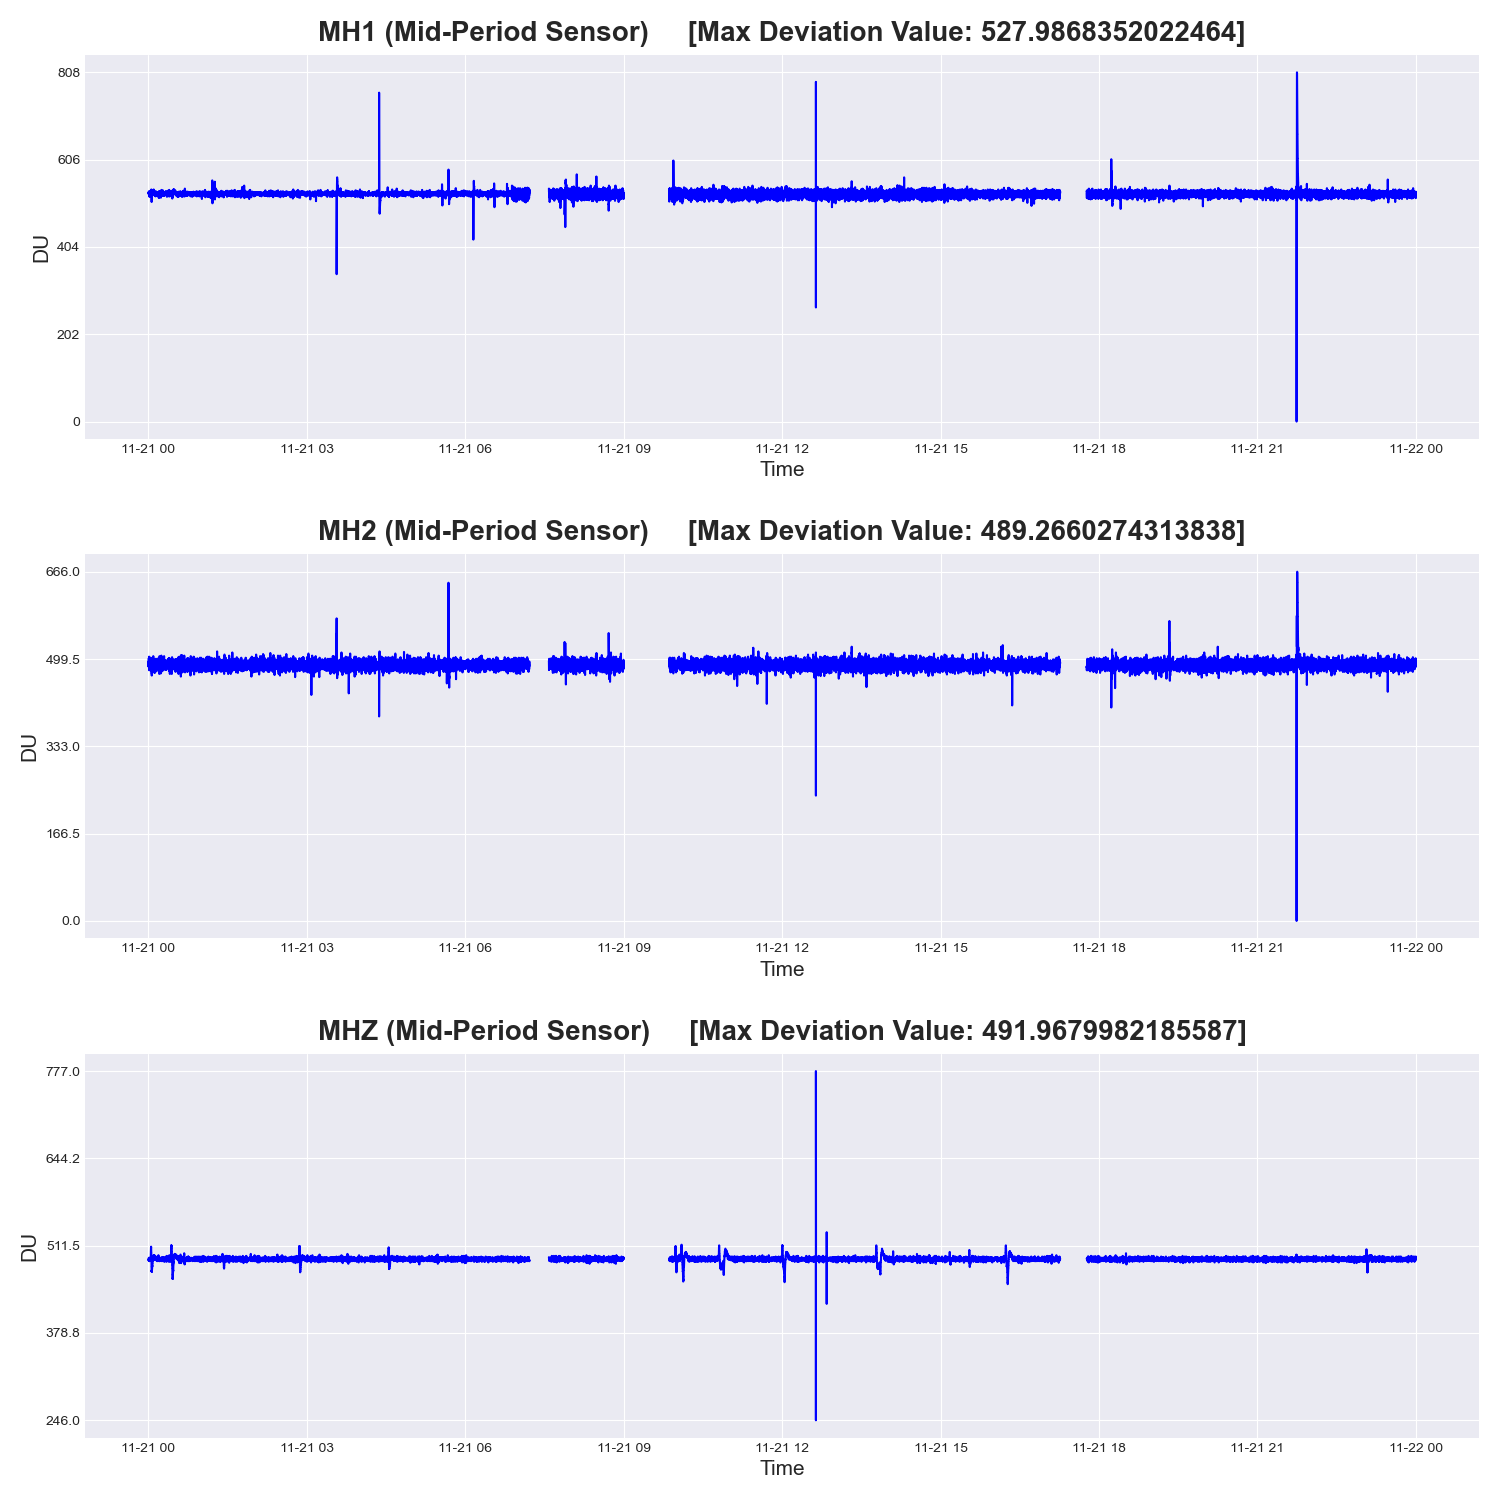 MH1 (Mid-Period Sensor) [Max Deviation Value: 527.9868352022464]
808
606
404
202
0
DU
11-21 00 11-21 03 11-21 06 11-21 09 11-21 12 11-21 15 11-21 18 11-21 21 11-22 00
Time
MH2 (Mid-Period Sensor) [Max Deviation Value: 489.2660274313838]
666.0
499.5
333.0
166.5
0.0
DU
11-21 00 11-21 03 11-21 06 11-21 09 11-21 12 11-21 15 11-21 18 11-21 21 11-22 00
Time
MHZ (Mid-Period Sensor) [Max Deviation Value: 491.9679982185587]
777.0
644.2
511.5
378.8
246.0
DU
11-21 00 11-21 03 11-21 06 11-21 09 11-21 12 11-21 15 11-21 18 11-21 21 11-22 00
Time